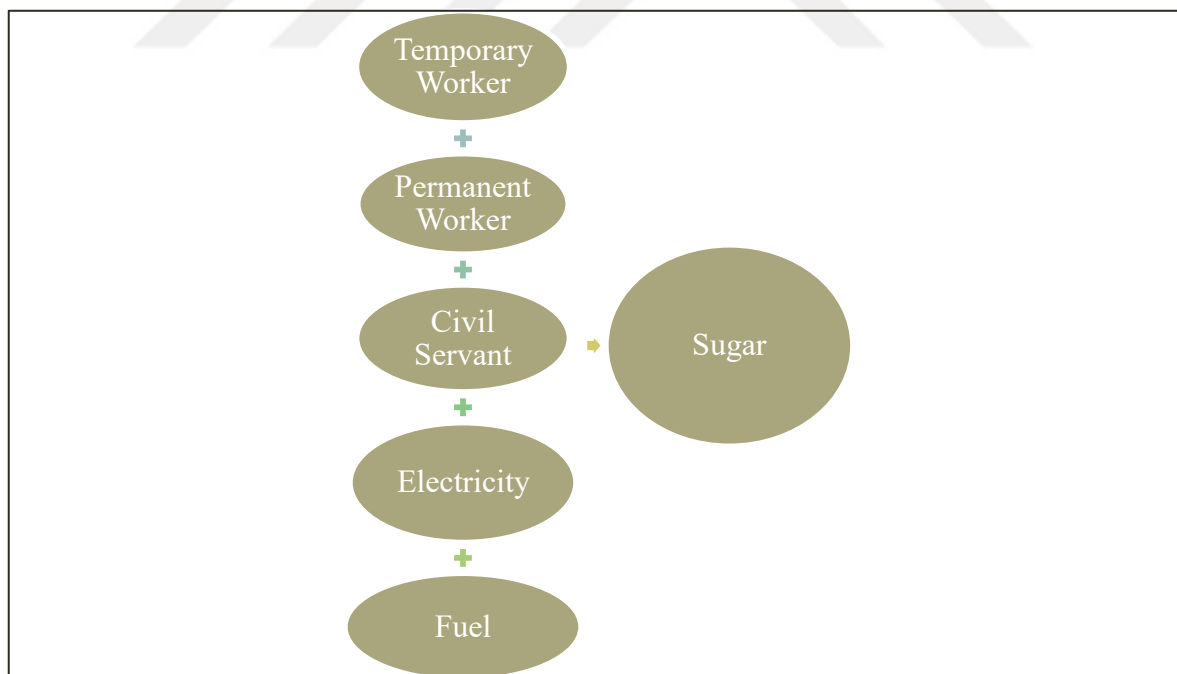 Temporary
Worker
Permanent
Worker
Civil
Servant
Sugar
Electricity
Fuel